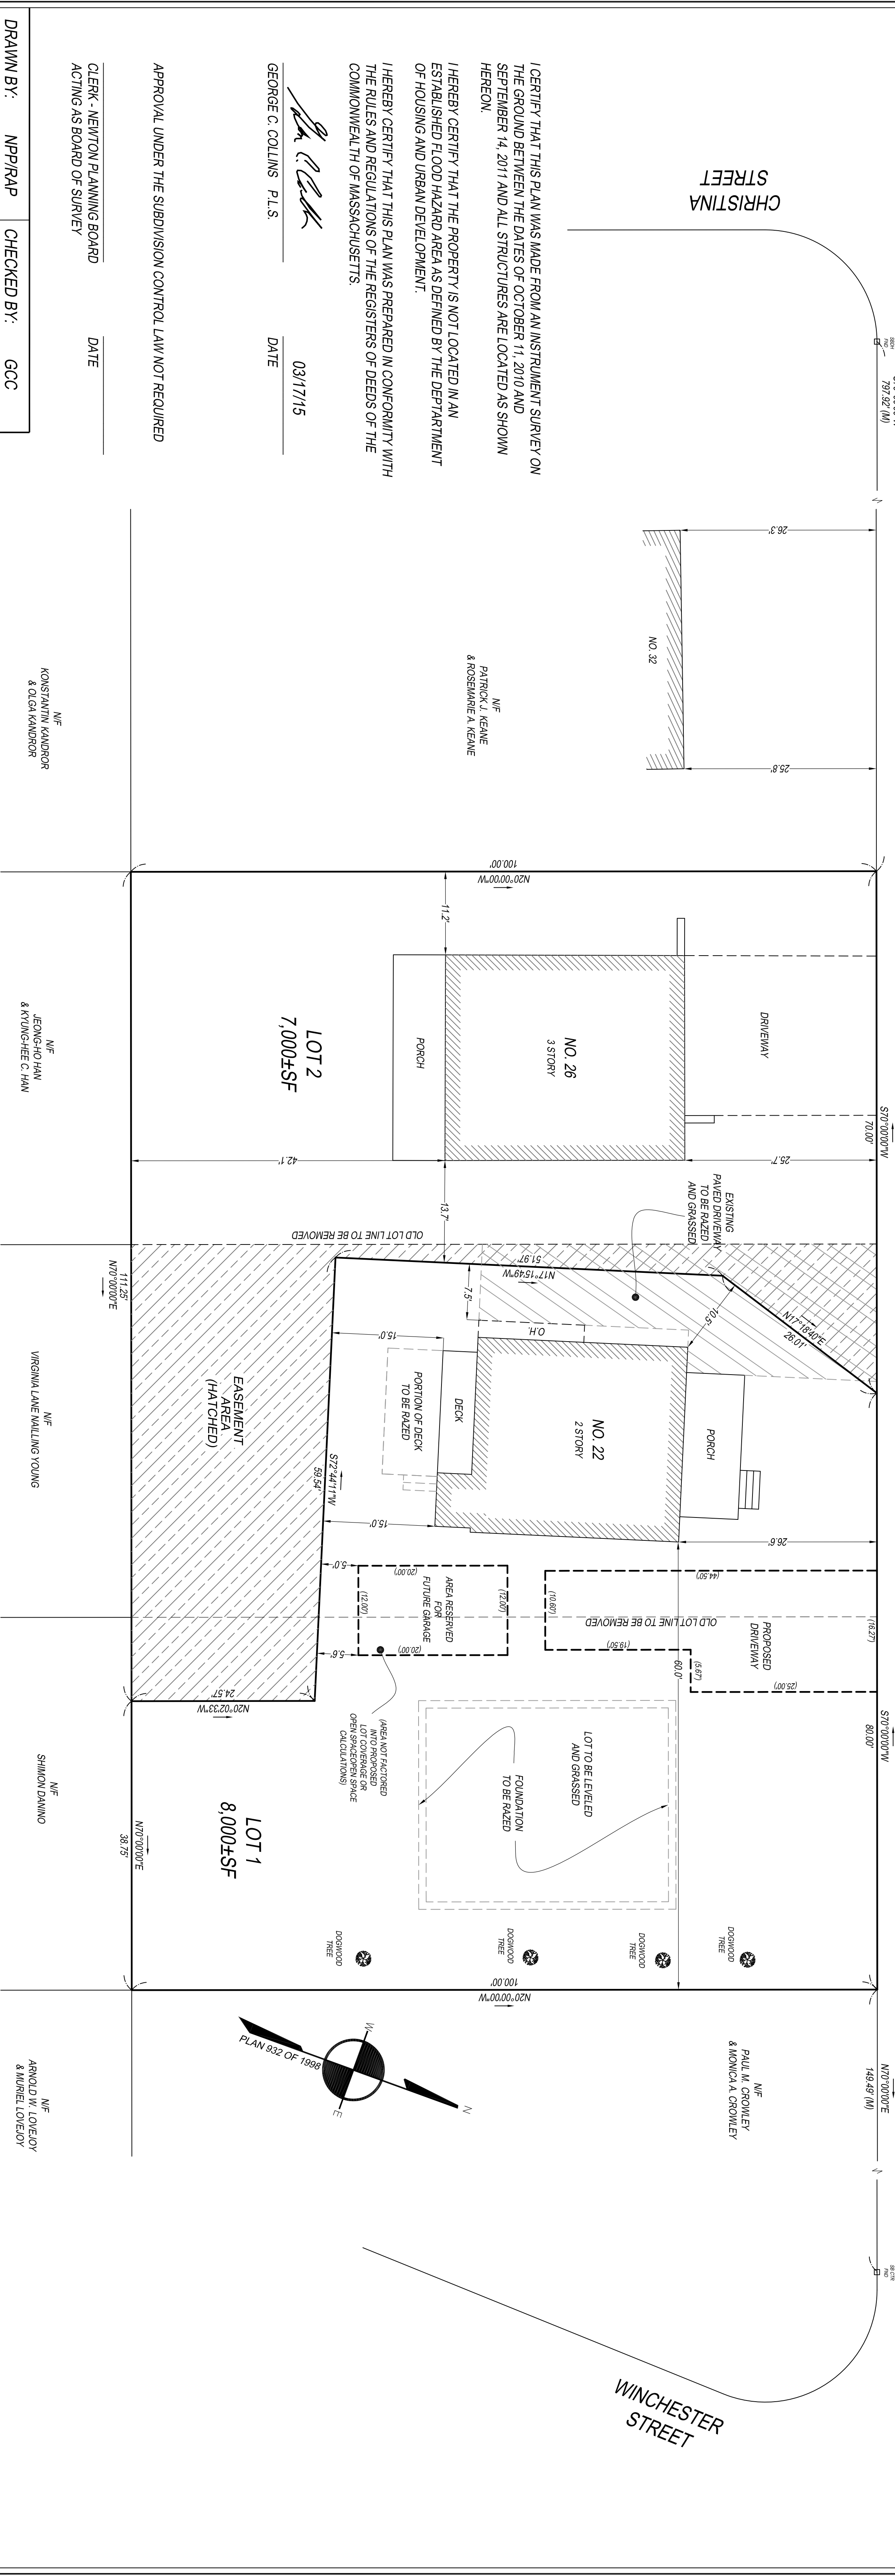 CHRISTINA
STREET
SBDH
FND
797.92' (M)
I CERTIFY THAT THIS PLAN WAS MADE FROM AN INSTRUMENT SURVEY ON
THE GROUND BETWEEN THE DATES OF OCTOBER 11, 2010 AND
SEPTEMBER 14, 2011 AND ALL STRUCTURES ARE LOCATED AS SHOWN
HEREON.
I HEREBY CERTIFY THAT THE PROPERTY IS NOT LOCATED IN AN
ESTABLISHED FLOOD HAZARD AREA AS DEFINED BY THE DEPTARTMENT
OF HOUSING AND URBAN DEVELOPMENT.
I HEREBY CERTIFY THAT THIS PLAN WAS PREPARED IN CONFORMITY WITH
THE RULES AND REGULATIONS OF THE REGISTERS OF DEEDS OF THE
COMMONWEALTH OF MASSACHUSETTS.
03/17/15
GEORGE C. COLLINS P.L.S.
DATE
APPROVAL UNDER THE SUBDIVISION CONTROL LAW NOT REQUIRED
CLERK - NEWTON PLANNING BOARD
ACTING AS BOARD OF SURVEY
DATE
DRAWN BY: NPP/RAP
CHECKED BY: GCC
26.3'
NO. 32
25.8'
N/F
PATRICK J. KEANE
& ROSEMARIE A. KEANE
N/F
KONSTANTIN KANDROR
& OLGA KANDROR
100.00'
N20°00'00"W
11.2'
DRIVEWAY
S70°00'00"W
70.00'
NO. 26
3 STORY
PORCH
LOT 2
7,000±SF
25.7'
42.1'
13.7'
N/F
JEONG-HO HAN
& KYUNG-HEE C. HAN
EXISTING
PAVED DRIVEWAY
TO BE RAZED
AND GRASSED
OLD LOT LINE TO BE REMOVED
51.97'
N17°15'49"W
7.5'
N17°18'40"E
26.01'
10.5'
O.H.
15.0'
111.25'
N70°00'00"E
NO. 22
2 STORY
PORCH
DECK
PORTION OF DECK
TO BE RAZED
EASEMENT
AREA
(HATCHED)
S72°44'11"W
59.54'
15.0'
26.6'
N/F
VIRGINIA LANE NAILLING YOUNG
5.0'
(20.00')
(12.00')
AREA RESERVED
FOR
FUTURE GARAGE
(12.00')
(20.00')
5.6'
(44.50')
(10.60')
OLD LOT LINE TO BE REMOVED
(16.27')
PROPOSED
DRIVEWAY
(19.50')
(5.67')
(25.00')
60.0'
24.57'
N20°02'33"W
(AREA NOT FACTORED
INTO PROPOSED
LOT COVERAGE OR
OPEN SPACEOPEN SPACE
CALCULATIONS)
S70°00'00"W
80.00'
LOT TO BE LEVELED
AND GRASSED
FOUNDATION
TO BE RAZED
LOT 1
8,000±SF
N/F
SHIMON DANINO
N70°00'00"E
38.75'
DOGWOOD
TREE
DOGWOOD
TREE
DOGWOOD
TREE
DOGWOOD
TREE
100.00'
N20°00'00"W
N
W
E
PLAN 932 OF 1998
N/F
PAUL M. CROWLEY
& MONICA A. CROWLEY
N70°00'00"E
149.49' (M)
N/F
ARNOLD W. LOVEJOY
& MURIEL LOVEJOY
SB CTR
FND
WINCHESTER
STREET